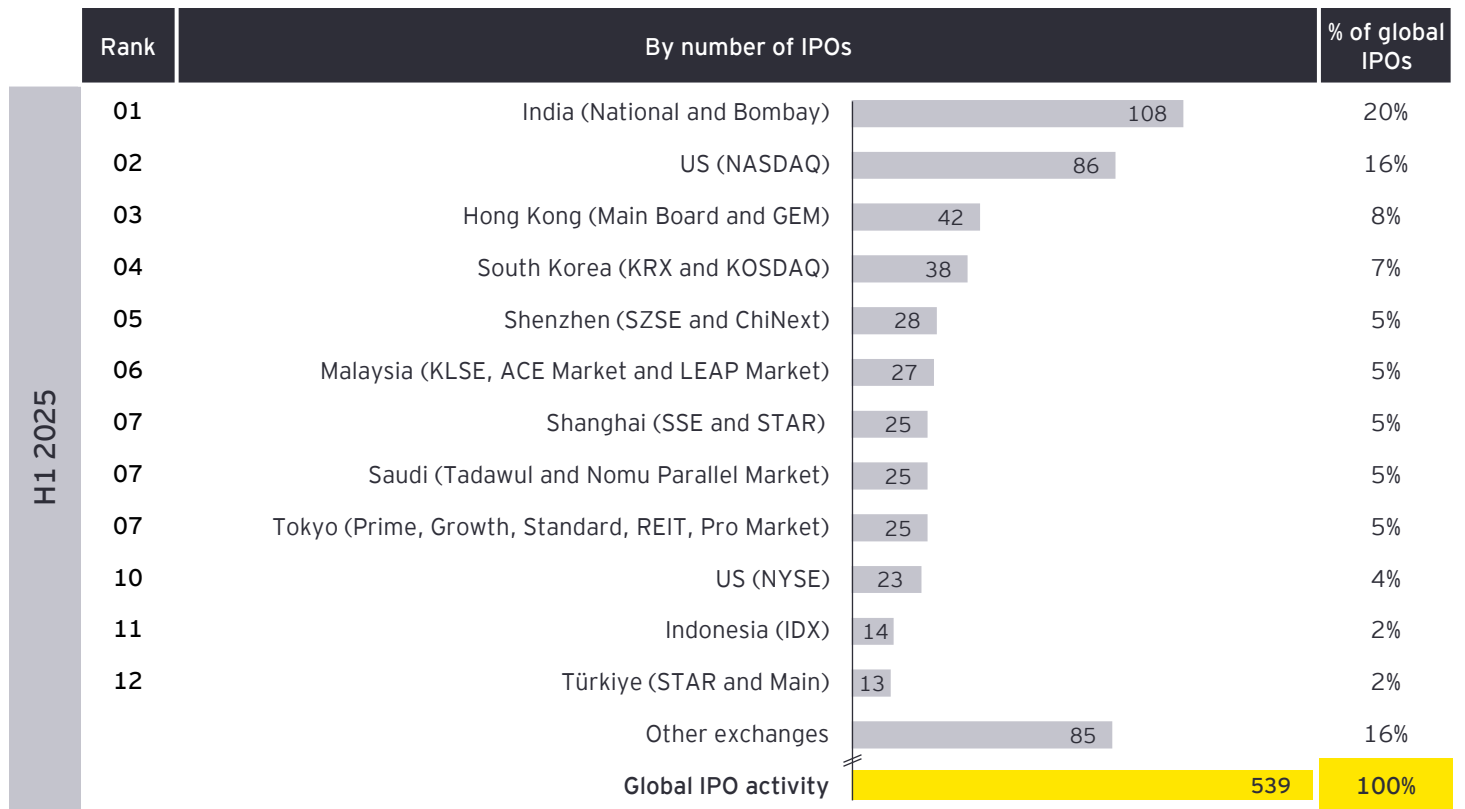 Rank By number of IPOs % of global IPOs
H1 2025
01 India (National and Bombay) 108 20%
02 US (NASDAQ) 86 16%
03 Hong Kong (Main Board and GEM) 42 8%
04 South Korea (KRX and KOSDAQ) 38 7%
05 Shenzhen (SZSE and ChiNext) 28 5%
06 Malaysia (KLSE, ACE Market and LEAP Market) 27 5%
07 Shanghai (SSE and STAR) 25 5%
07 Saudi (Tadawul and Nomu Parallel Market) 25 5%
07 Tokyo (Prime, Growth, Standard, REIT, Pro Market) 25 5%
10 US (NYSE) 23 4%
11 Indonesia (IDX) 14 2%
12 Türkiye (STAR and Main) 13 2%
Other exchanges 85 16%
Global IPO activity 539 100%